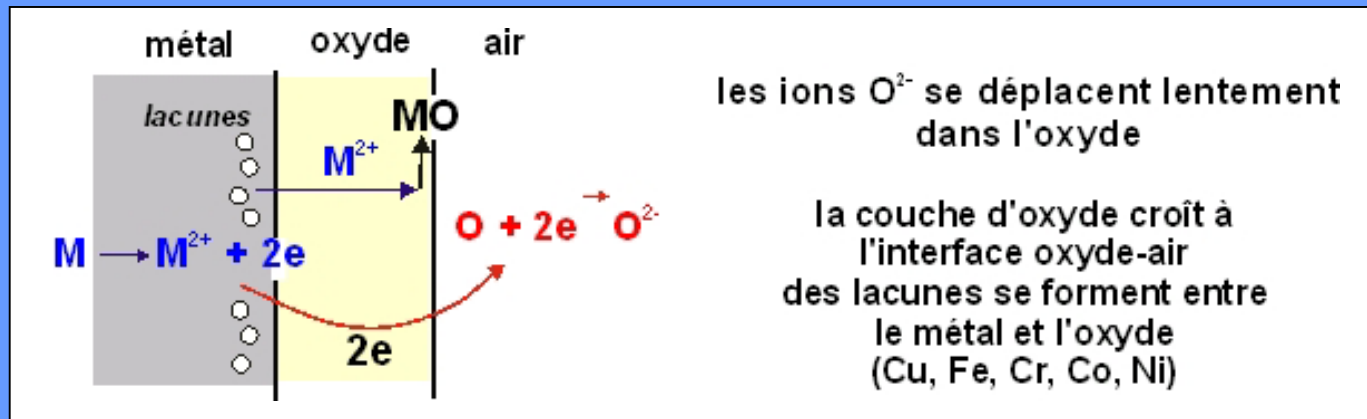 métal oxyde air
lacunes
MO
M²⁺
M → M²⁺ + 2e
O + 2e → O²⁻
2e
les ions O²⁻ se déplacent lentement
dans l'oxyde
la couche d'oxyde croît à
l'interface oxyde-air
des lacunes se forment entre
le métal et l'oxyde
(Cu, Fe, Cr, Co, Ni)